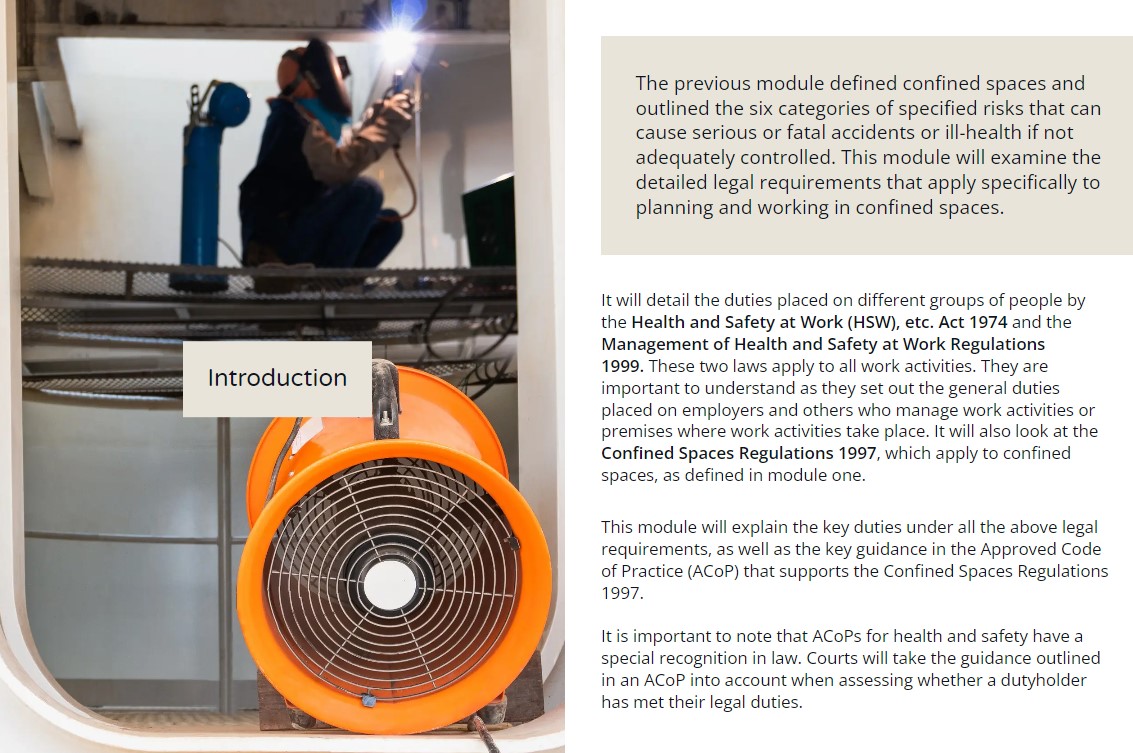 Introduction
The previous module defined confined spaces and
outlined the six categories of specified risks that can
cause serious or fatal accidents or ill-health if not
adequately controlled. This module will examine the
detailed legal requirements that apply specifically to
planning and working in confined spaces.
It will detail the duties placed on different groups of people by
the Health and Safety at Work (HSW), etc. Act 1974 and the
Management of Health and Safety at Work Regulations
1999. These two laws apply to all work activities. They are
important to understand as they set out the general duties
placed on employers and others who manage work activities or
premises where work activities take place. It will also look at the
Confined Spaces Regulations 1997, which apply to confined
spaces, as defined in module one.
This module will explain the key duties under all the above legal
requirements, as well as the key guidance in the Approved Code
of Practice (ACoP) that supports the Confined Spaces Regulations
1997.
It is important to note that ACoPs for health and safety have a
special recognition in law. Courts will take the guidance outlined
in an ACoP into account when assessing whether a dutyholder
has met their legal duties.